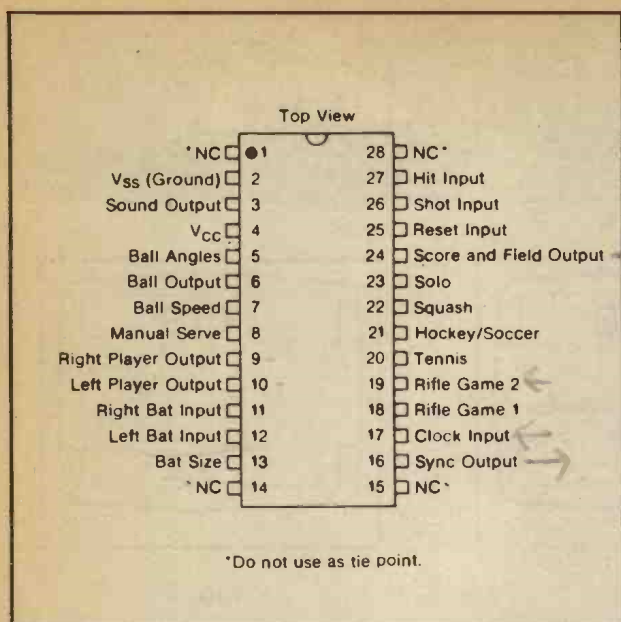 Top View
*NC 1 28 NC*
VSS (Ground) 2 27 Hit Input
Sound Output 3 26 Shot Input
VCC 4 25 Reset Input
Ball Angles 5 24 Score and Field Output
Ball Output 6 23 Solo
Ball Speed 7 22 Squash
Manual Serve 8 21 Hockey/Soccer
Right Player Output 9 20 Tennis
Left Player Output 10 19 Rifle Game 2
Right Bat Input 11 18 Rifle Game 1
Left Bat Input 12 17 Clock Input
Bat Size 13 16 Sync Output
*NC 14 15 NC*
*Do not use as tie point.